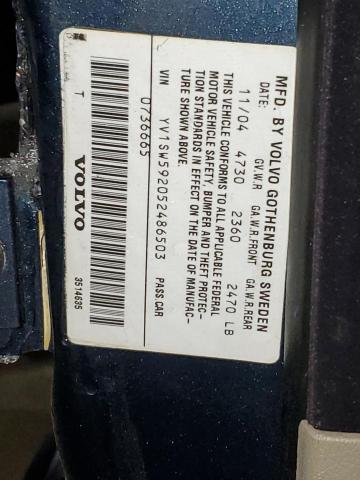 MFD. BY VOLVO GOTHENBURG SWEDEN
DATE: G.V.W.R GA.W.R.FRONT GA.W.R.REAR
11/04 4730 2360 2470 LB
THIS VEHICLE CONFORMS TO ALL APPLICABLE FEDERAL
MOTOR VEHICLE SAFETY, BUMPER AND THEFT PROTEC-
TION STANDARDS IN EFFECT ON THE DATE OF MANUFAC-
TURE SHOWN ABOVE.
VIN YV1SW592052486503 PASS.CAR
0736665
T VOLVO 3514635